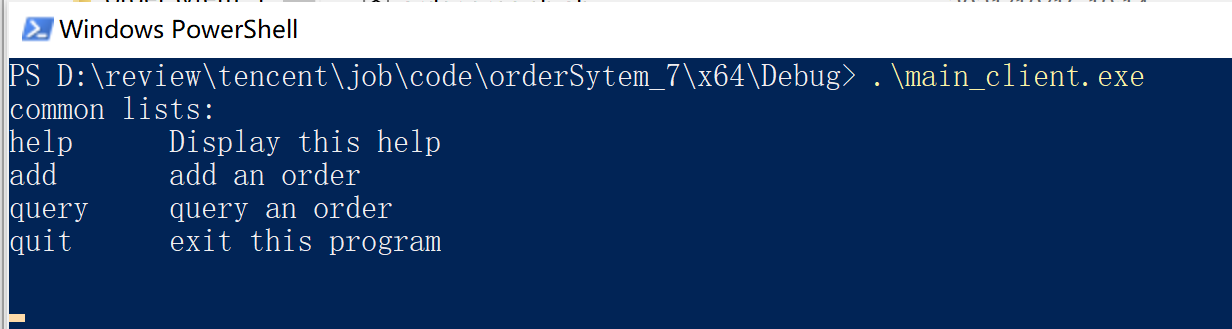 Windows PowerShell
PS D:\review\tencent\job\code\orderSytem_7\x64\Debug> .\main_client.exe
common lists:
help Display this help
add add an order
query query an order
quit exit this program